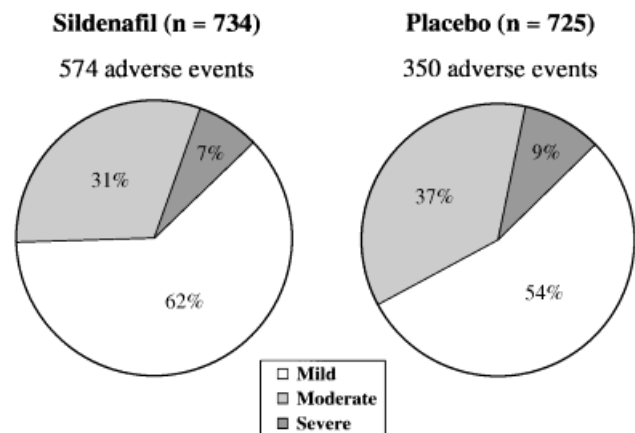 Sildenafil (n = 734)
574 adverse events
7%
31%
62%
Placebo (n = 725)
350 adverse events
9%
37%
54%
Mild
Moderate
Severe